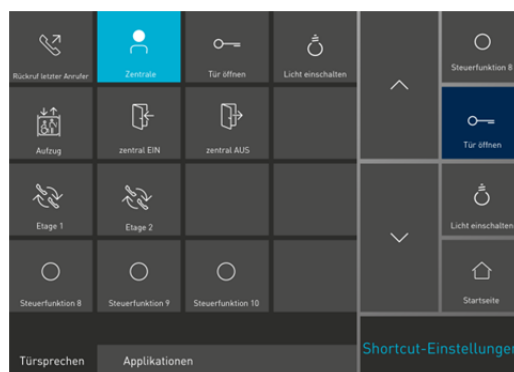 Rückruf letzter Anrufer
Zentrale
Tür öffnen
Licht einschalten
Steuerfunktion 8
Aufzug
zentral EIN
zentral AUS
Tür öffnen
Etage 1
Etage 2
Licht einschalten
Steuerfunktion 8
Steuerfunktion 9
Steuerfunktion 10
Startseite
Türsprechen
Applikationen
Shortcut-Einstellungen